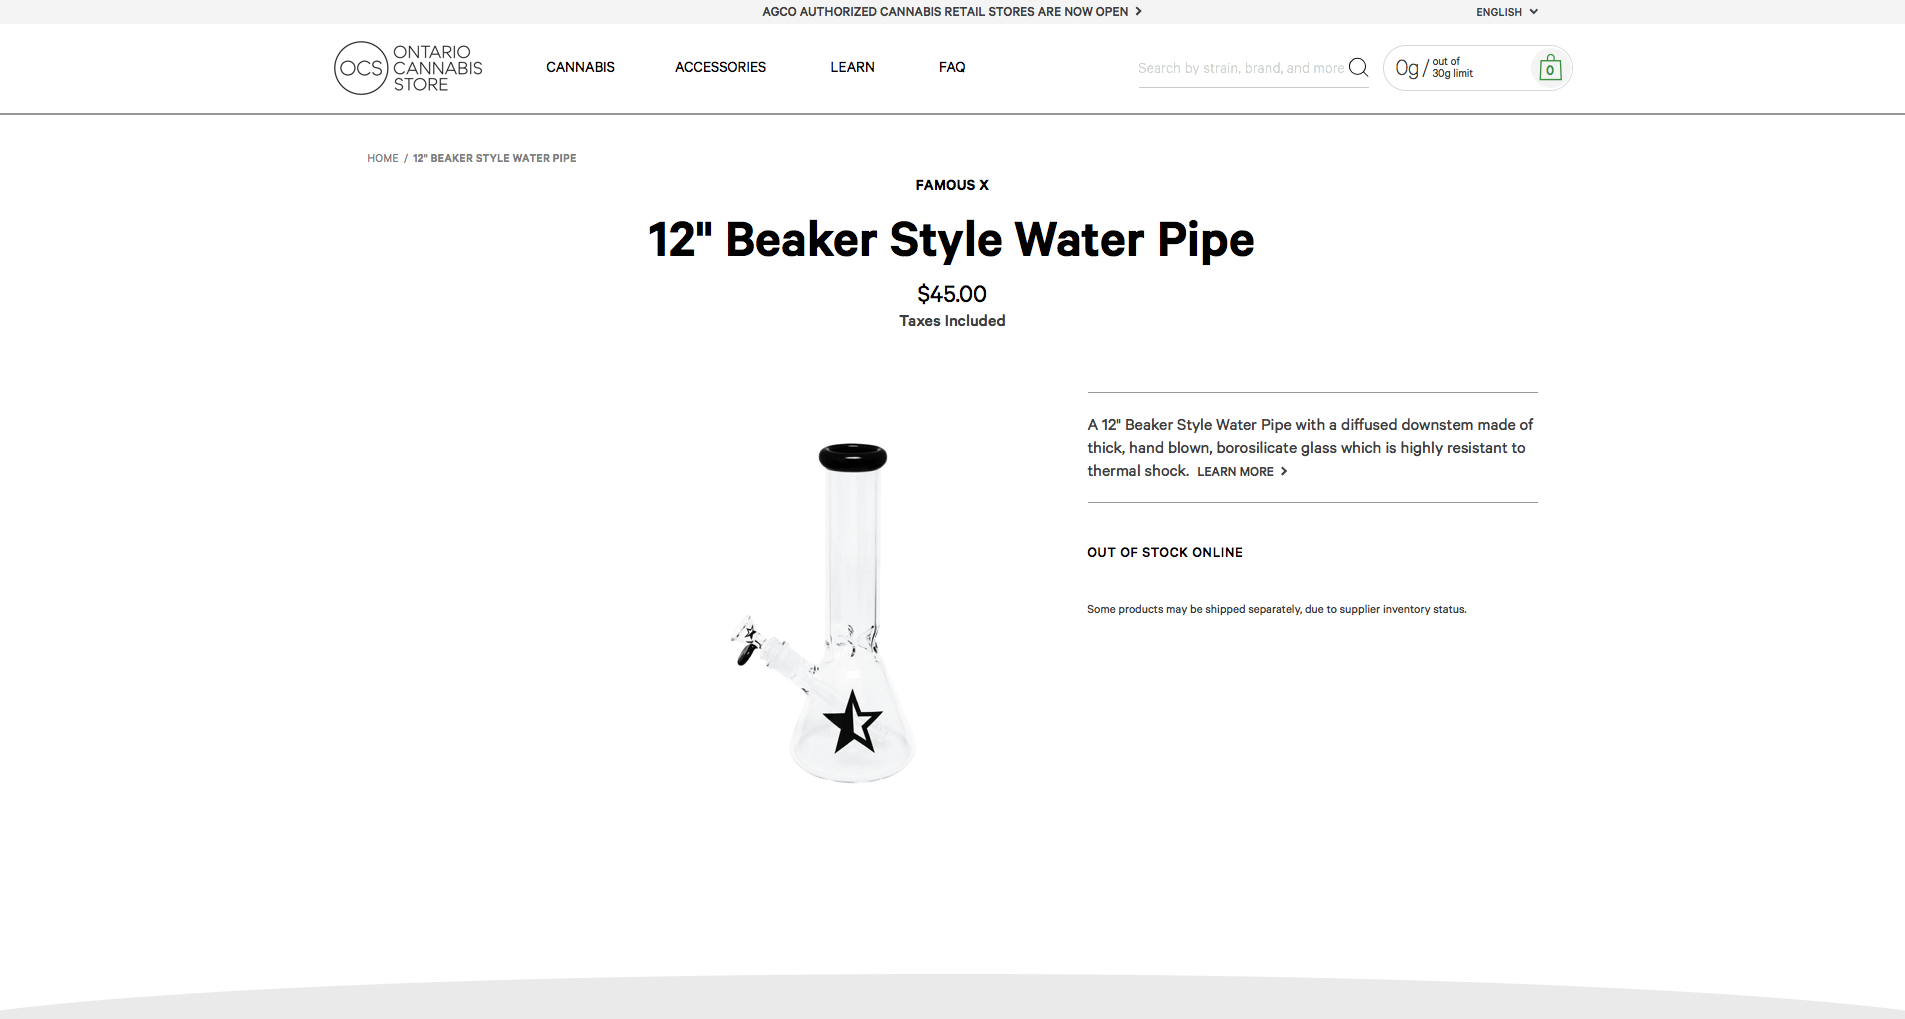 AGCO AUTHORIZED CANNABIS RETAIL STORES ARE NOW OPEN
ENGLISH
OCS
ONTARIO
CANNABIS
STORE
CANNABIS
ACCESSORIES
LEARN
FAQ
Search by strain, brand, and more
0g / out of
30g limit
0
HOME / 12" BEAKER STYLE WATER PIPE
FAMOUS X
12" Beaker Style Water Pipe
$45.00
Taxes Included
A 12" Beaker Style Water Pipe with a diffused downstem made of
thick, hand blown, borosilicate glass which is highly resistant to
thermal shock. LEARN MORE
OUT OF STOCK ONLINE
Some products may be shipped separately, due to supplier inventory status.